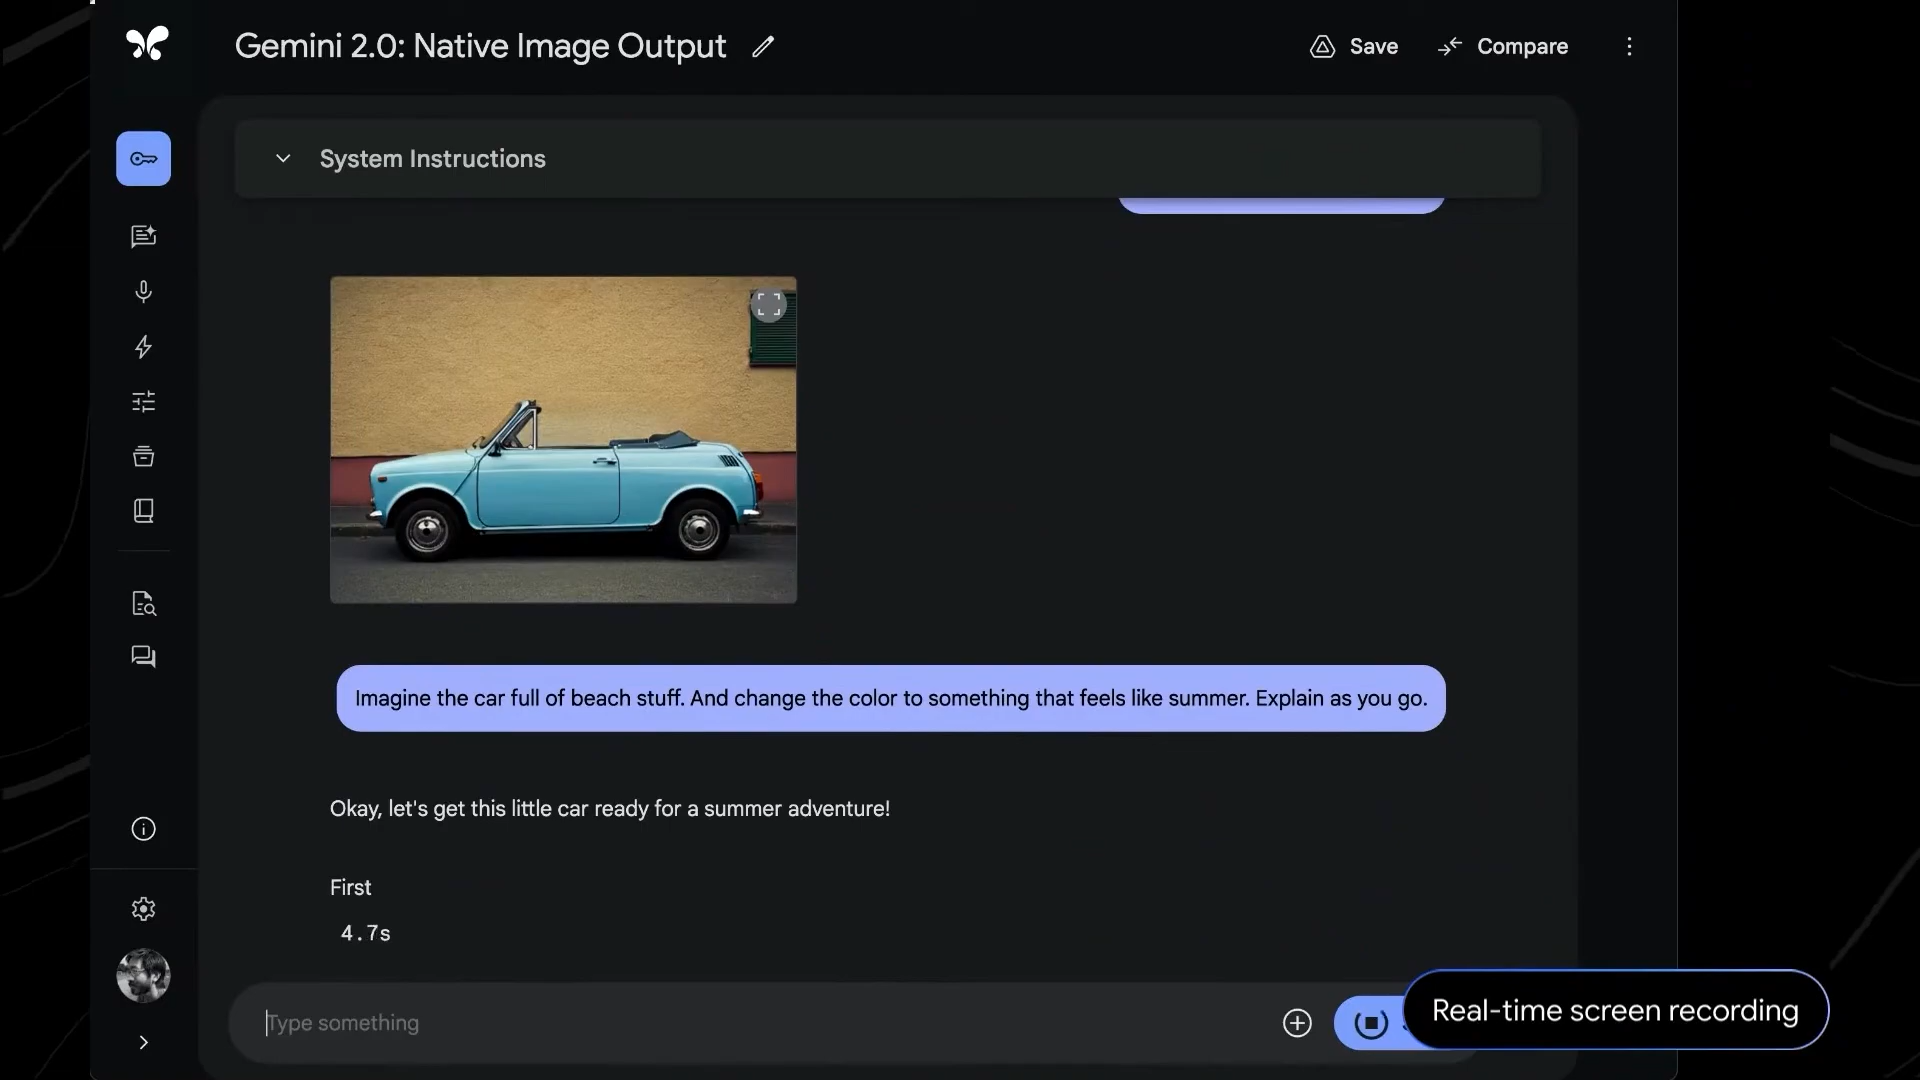 Gemini 2.0: Native Image Output
Save
Compare
System Instructions
Imagine the car full of beach stuff. And change the color to something that feels like summer. Explain as you go.
Okay, let's get this little car ready for a summer adventure!
First
4.7s
Type something
Real-time screen recording